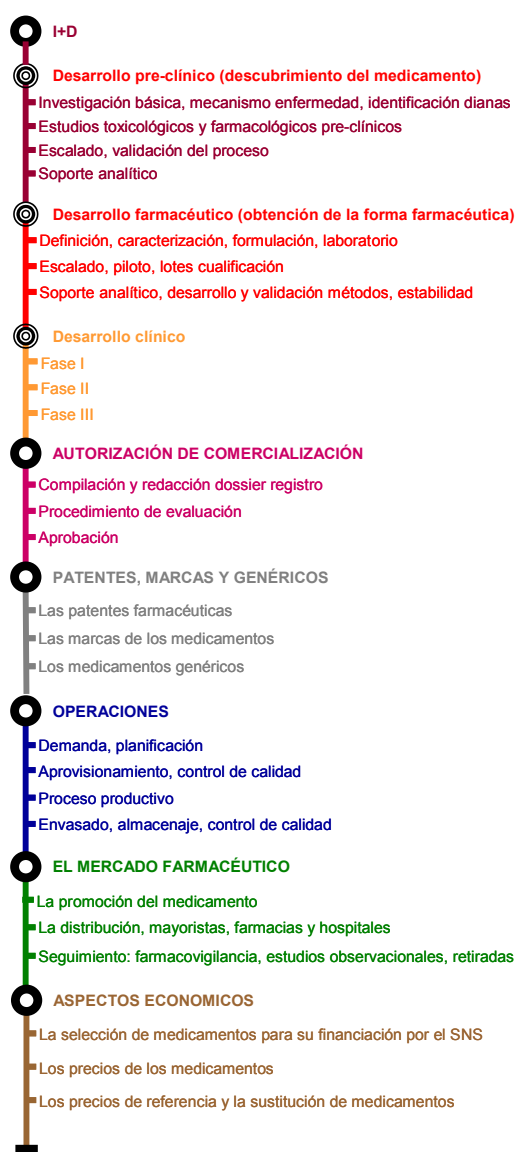 I+D
Desarrollo pre-clínico (descubrimiento del medicamento)
Investigación básica, mecanismo enfermedad, identificación dianas
Estudios toxicológicos y farmacológicos pre-clínicos
Escalado, validación del proceso
Soporte analítico
Desarrollo farmacéutico (obtención de la forma farmacéutica)
Definición, caracterización, formulación, laboratorio
Escalado, piloto, lotes cualificación
Soporte analítico, desarrollo y validación métodos, estabilidad
Desarrollo clínico
Fase I
Fase II
Fase III
AUTORIZACIÓN DE COMERCIALIZACIÓN
Compilación y redacción dossier registro
Procedimiento de evaluación
Aprobación
PATENTES, MARCAS Y GENÉRICOS
Las patentes farmacéuticas
Las marcas de los medicamentos
Los medicamentos genéricos
OPERACIONES
Demanda, planificación
Aprovisionamiento, control de calidad
Proceso productivo
Envasado, almacenaje, control de calidad
EL MERCADO FARMACÉUTICO
La promoción del medicamento
La distribución, mayoristas, farmacias y hospitales
Seguimiento: farmacovigilancia, estudios observacionales, retiradas
ASPECTOS ECONOMICOS
La selección de medicamentos para su financiación por el SNS
Los precios de los medicamentos
Los precios de referencia y la sustitución de medicamentos